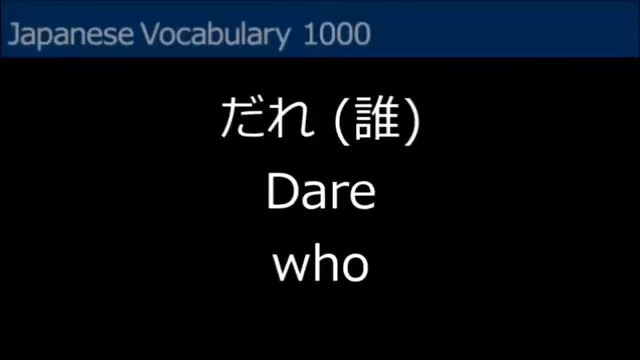 Japanese Vocabulary 1000
だれ (誰)
Dare
who